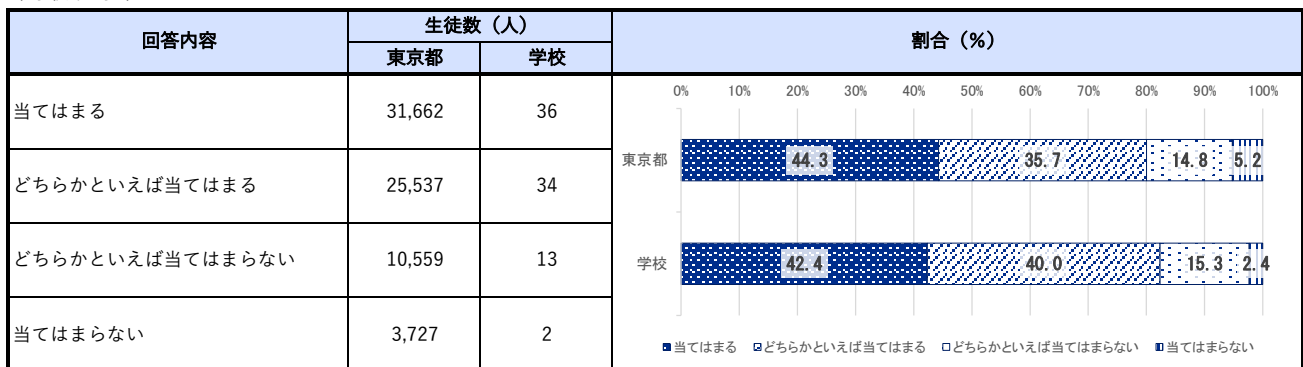 回答内容
生徒数（人）
割合（%）
東京都 学校
当てはまる 31,662 36
どちらかといえば当てはまる 25,537 34
どちらかといえば当てはまらない 10,559 13
当てはまらない 3,727 2
0% 10% 20% 30% 40% 50% 60% 70% 80% 90% 100%
東京都 44.3 35.7 14.8 5.2
学校 42.4 40.0 15.3 2.4
当てはまる どちらかといえば当てはまる どちらかといえば当てはまらない 当てはまらない